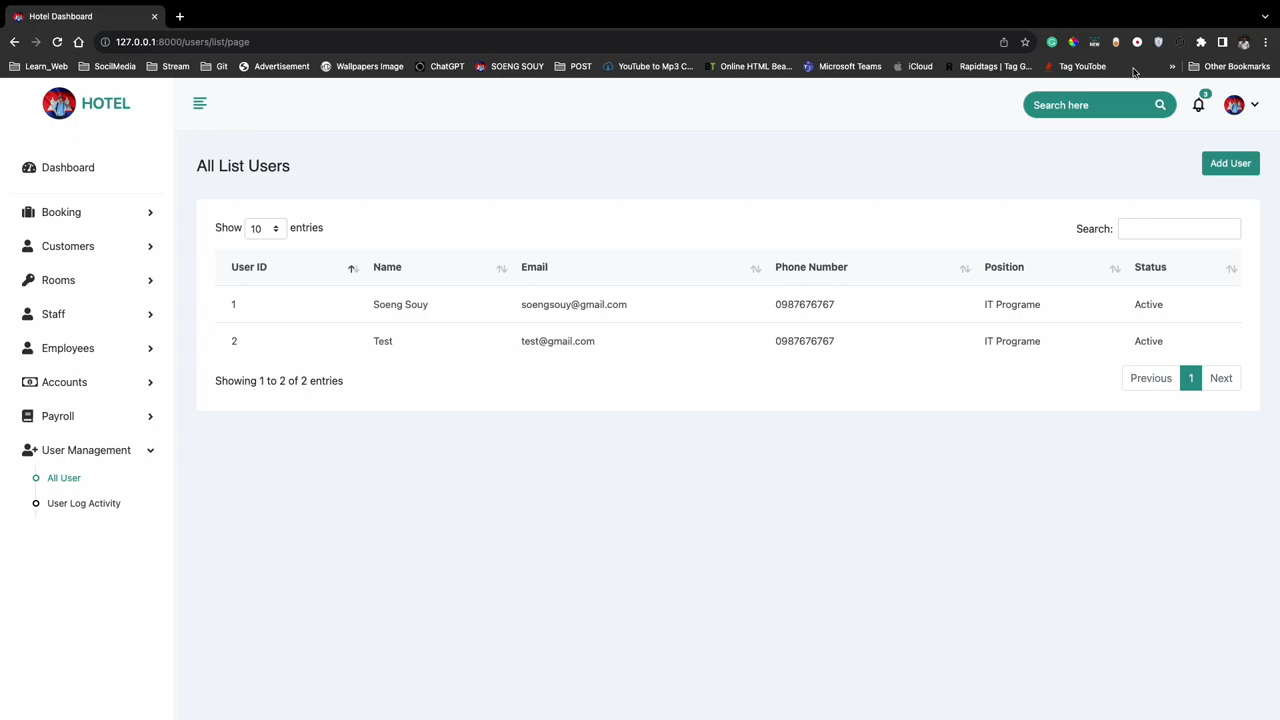 Hotel Dashboard
127.0.0.1:8000/users/list/page
Learn_Web SocilMedia Stream Git Advertisement Wallpapers Image ChatGPT SOENG SOUY POST YouTube to Mp3 C... Online HTML Bea... Microsoft Teams iCloud Rapidtags | Tag G... Tag YouTube » Other Bookmarks
HOTEL
Search here
3
Dashboard
Booking
Customers
Rooms
Staff
Employees
Accounts
Payroll
User Management
All User
User Log Activity
All List Users
Add User
Show 10 entries
Search:
User ID Name Email Phone Number Position Status
1 Soeng Souy soengsouy@gmail.com 0987676767 IT Programe Active
2 Test test@gmail.com 0987676767 IT Programe Active
Showing 1 to 2 of 2 entries
Previous 1 Next